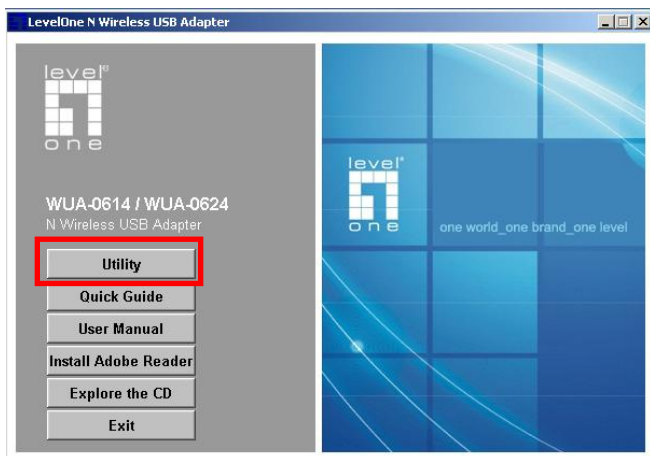 LevelOne N Wireless USB Adapter
level®
one
WUA-0614 / WUA-0624
N Wireless USB Adapter
Utility
Quick Guide
User Manual
Install Adobe Reader
Explore the CD
Exit
level®
one
one world_one brand_one level